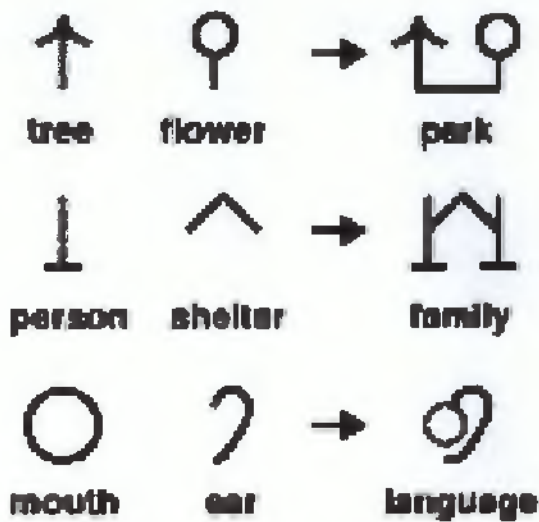 tree flower park
person shelter family
mouth ear language